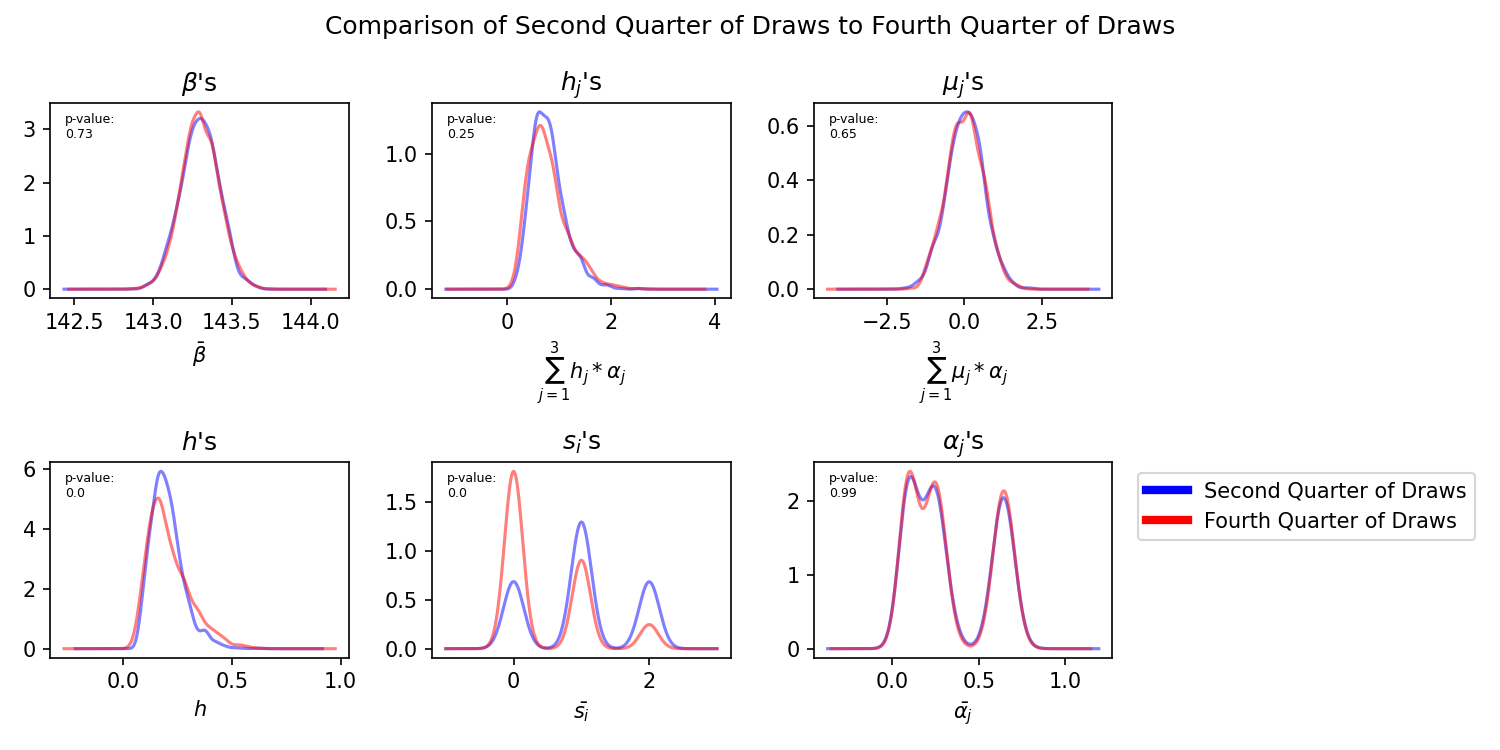 Comparison of Second Quarter of Draws to Fourth Quarter of Draws
β's
p-value:
0.73
3
2
1
0
142.5 143.0 143.5 144.0
β̄
h_j's
p-value:
0.25
1.0
0.5
0.0
0 2 4
∑_{j=1}^{3} h_j * α_j
μ_j's
p-value:
0.65
0.6
0.4
0.2
0.0
−2.5 0.0 2.5
∑_{j=1}^{3} μ_j * α_j
h's
p-value:
0.0
6
4
2
0
0.0 0.5 1.0
h
s_i's
p-value:
0.0
1.5
1.0
0.5
0.0
0 2
s̄_i
α_j's
p-value:
0.99
2
1
0
0.0 0.5 1.0
ᾱ_j
Second Quarter of Draws
Fourth Quarter of Draws